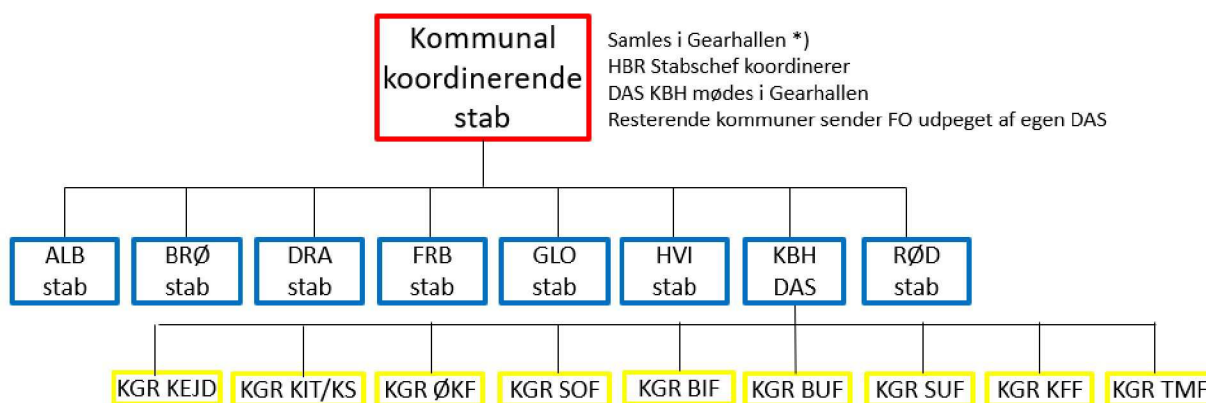 Kommunal
koordinerende
stab
Samles i Gearhallen *)
HBR Stabschef koordinerer
DAS KBH mødes i Gearhallen
Resterende kommuner sender FO udpeget af egen DAS
ALB
stab
BRØ
stab
DRA
stab
FRB
stab
GLO
stab
HVI
stab
KBH
DAS
RØD
stab
KGR KEJD
KGR KIT/KS
KGR ØKF
KGR SOF
KGR BIF
KGR BUF
KGR SUF
KGR KFF
KGR TMF